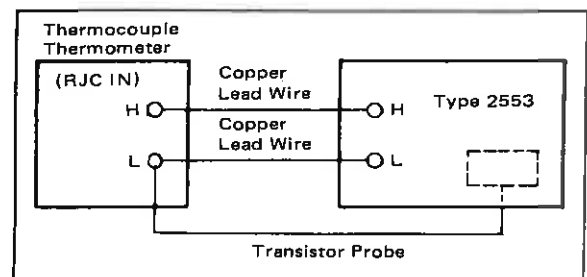 Thermocouple
Thermometer
(RJC IN)
Copper
Lead Wire
Type 2553
H
H
Copper
Lead Wire
L
L
Transistor Probe